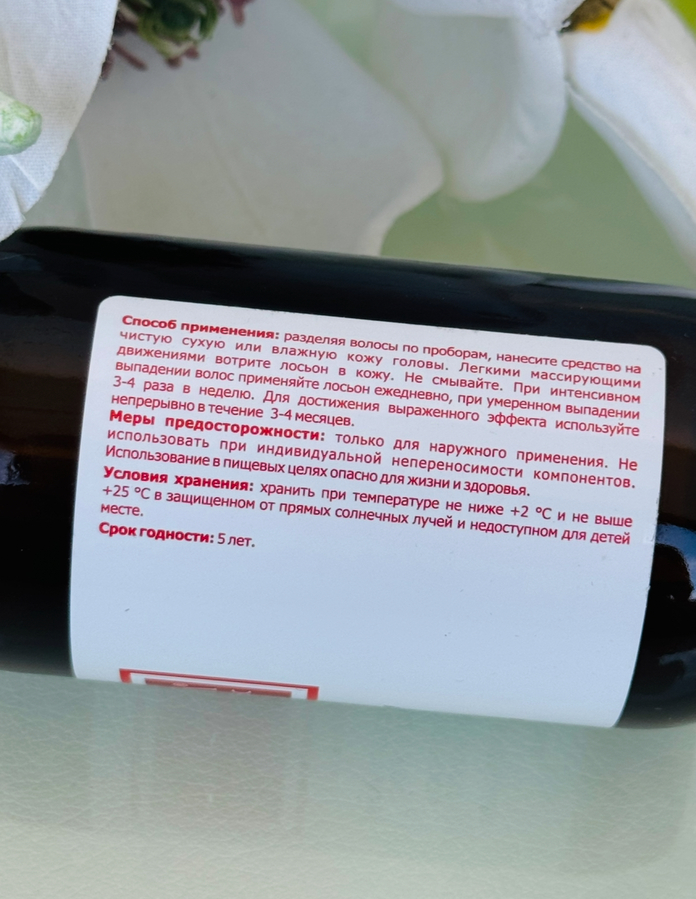 Способ применения: разделяя волосы по проборам, нанесите средство на
чистую сухую или влажную кожу головы. Легкими массирующими
движениями вотрите лосьон в кожу. Не смывайте. При интенсивном
выпадении волос применяйте лосьон ежедневно, при умеренном выпадении
3-4 раза в неделю. Для достижения выраженного эффекта используйте
непрерывно в течение 3-4 месяцев.
Меры предосторожности: только для наружного применения. Не
использовать при индивидуальной непереносимости компонентов.
Использование в пищевых целях опасно для жизни и здоровья.
Условия хранения: хранить при температуре не ниже +2 °С и не выше
+25 °С в защищенном от прямых солнечных лучей и недоступном для детей
месте.
Срок годности: 5 лет.